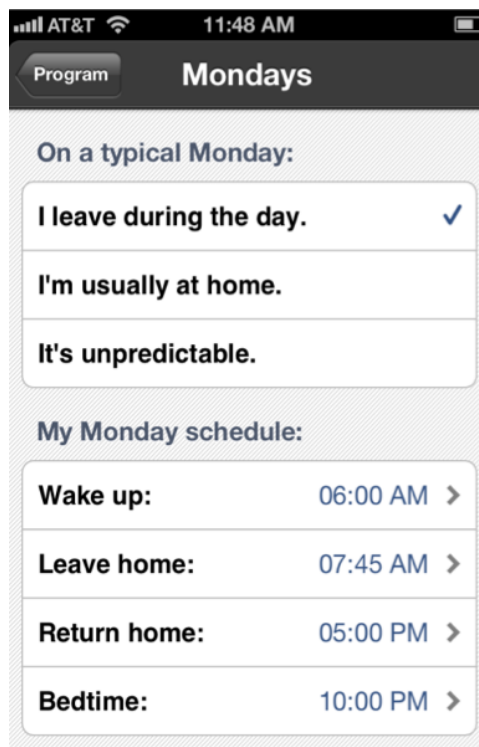 AT&T 11:48 AM
Program Mondays
On a typical Monday:
I leave during the day.
I'm usually at home.
It's unpredictable.
My Monday schedule:
Wake up: 06:00 AM
Leave home: 07:45 AM
Return home: 05:00 PM
Bedtime: 10:00 PM